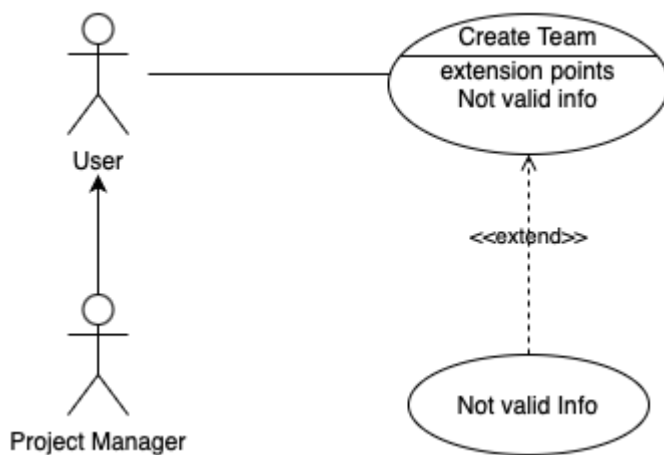 Create Team
extension points
Not valid info
User
<<extend>>
Not valid Info
Project Manager